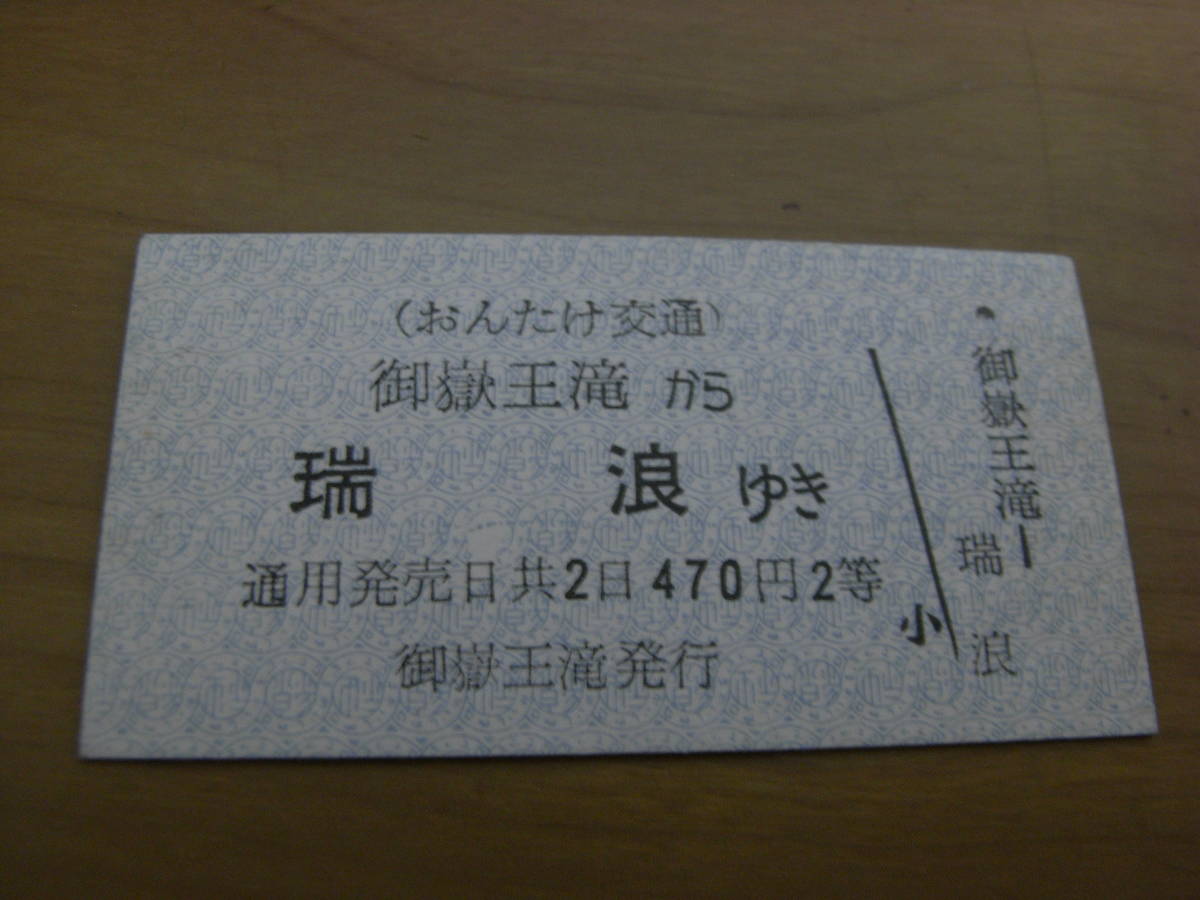 （おんたけ交通）
御嶽王滝から
瑞浪ゆき
通用発売日共2日470円2等
御嶽王滝発行
小
御嶽王滝ー
瑞浪